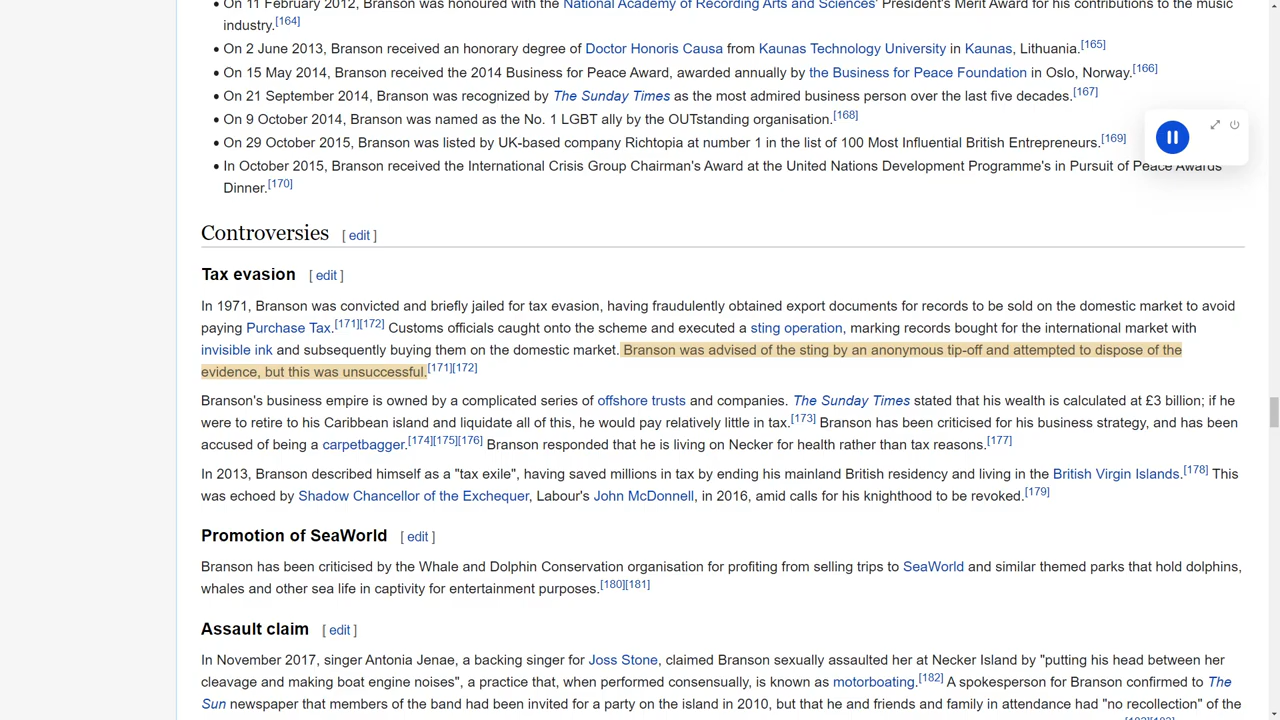 • On 11 February 2012, Branson was honoured with the National Academy of Recording Arts and Sciences' President's Merit Award for his contributions to the music
industry.[164]
• On 2 June 2013, Branson received an honorary degree of Doctor Honoris Causa from Kaunas Technology University in Kaunas, Lithuania.[165]
• On 15 May 2014, Branson received the 2014 Business for Peace Award, awarded annually by the Business for Peace Foundation in Oslo, Norway.[166]
• On 21 September 2014, Branson was recognized by The Sunday Times as the most admired business person over the last five decades.[167]
• On 9 October 2014, Branson was named as the No. 1 LGBT ally by the OUTstanding organisation.[168]
• On 29 October 2015, Branson was listed by UK-based company Richtopia at number 1 in the list of 100 Most Influential British Entrepreneurs.[169]
• In October 2015, Branson received the International Crisis Group Chairman's Award at the United Nations Development Programme's in Pursuit of Peace Awards
Dinner.[170]
Controversies [ edit ]
Tax evasion [ edit ]
In 1971, Branson was convicted and briefly jailed for tax evasion, having fraudulently obtained export documents for records to be sold on the domestic market to avoid
paying Purchase Tax.[171][172] Customs officials caught onto the scheme and executed a sting operation, marking records bought for the international market with
invisible ink and subsequently buying them on the domestic market. Branson was advised of the sting by an anonymous tip-off and attempted to dispose of the
evidence, but this was unsuccessful.[171][172]
Branson's business empire is owned by a complicated series of offshore trusts and companies. The Sunday Times stated that his wealth is calculated at £3 billion; if he
were to retire to his Caribbean island and liquidate all of this, he would pay relatively little in tax.[173] Branson has been criticised for his business strategy, and has been
accused of being a carpetbagger.[174][175][176] Branson responded that he is living on Necker for health rather than tax reasons.[177]
In 2013, Branson described himself as a "tax exile", having saved millions in tax by ending his mainland British residency and living in the British Virgin Islands.[178] This
was echoed by Shadow Chancellor of the Exchequer, Labour's John McDonnell, in 2016, amid calls for his knighthood to be revoked.[179]
Promotion of SeaWorld [ edit ]
Branson has been criticised by the Whale and Dolphin Conservation organisation for profiting from selling trips to SeaWorld and similar themed parks that hold dolphins,
whales and other sea life in captivity for entertainment purposes.[180][181]
Assault claim [ edit ]
In November 2017, singer Antonia Jenae, a backing singer for Joss Stone, claimed Branson sexually assaulted her at Necker Island by "putting his head between her
cleavage and making boat engine noises", a practice that, when performed consensually, is known as motorboating.[182] A spokesperson for Branson confirmed to The
Sun newspaper that members of the band had been invited for a party on the island in 2010, but that he and friends and family in attendance had "no recollection" of the